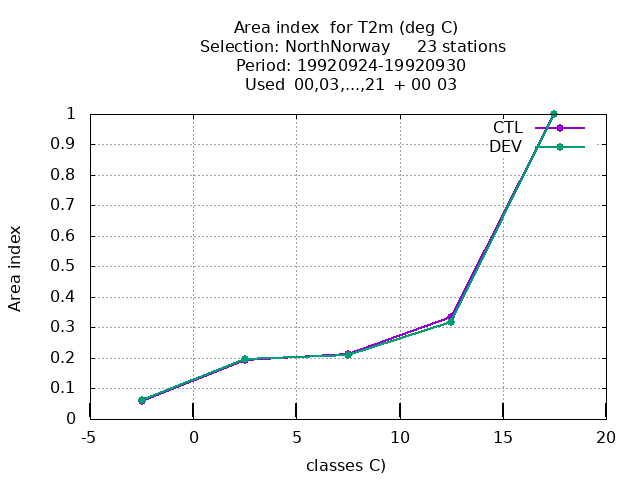 Area index  for T2m (deg C)
Selection: NorthNorway     23 stations
Period: 19920924-19920930
Used  00,03,...,21  + 00 03
1
0.9
0.8
0.7
0.6
0.5
0.4
0.3
0.2
0.1
0
Area index
CTL
DEV
-5
0
5
10
15
20
classes C)